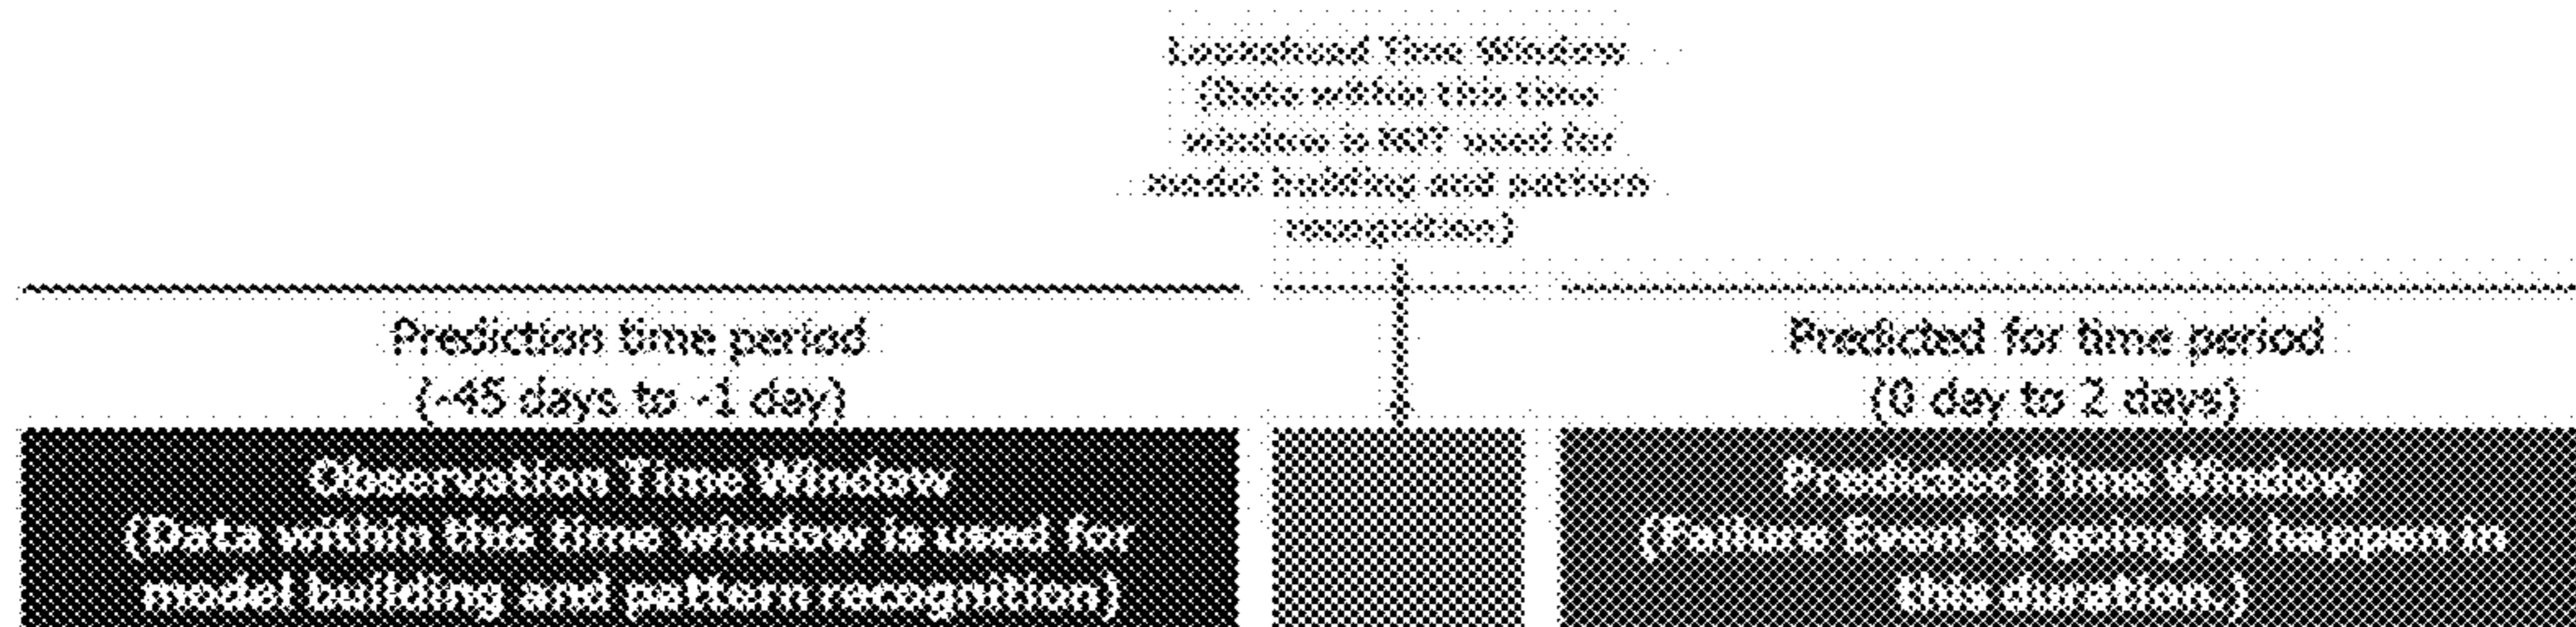 Time Window
(Data within this time
window is NOT used for
model building and pattern
recognition)
Prediction time period
(-45 days to -1 day)
Predicted for time period
(0 day to 2 days)
Observation Time Window
(Data within this time window is used for
model building and pattern recognition)
Predicted Time Window
(Failure Event is going to happen in
this duration.)